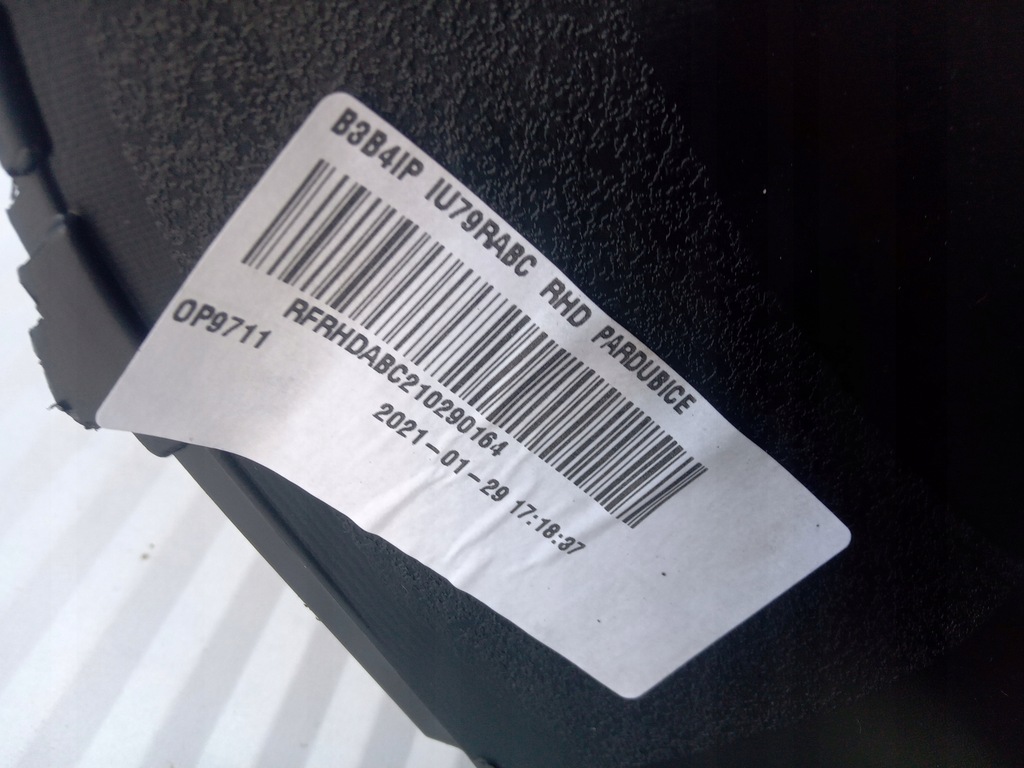 B3B4IP IU79RABC RHD PARDUBICE
RFRHDABC210290164
OP9711
2021-01-29 17:18:37